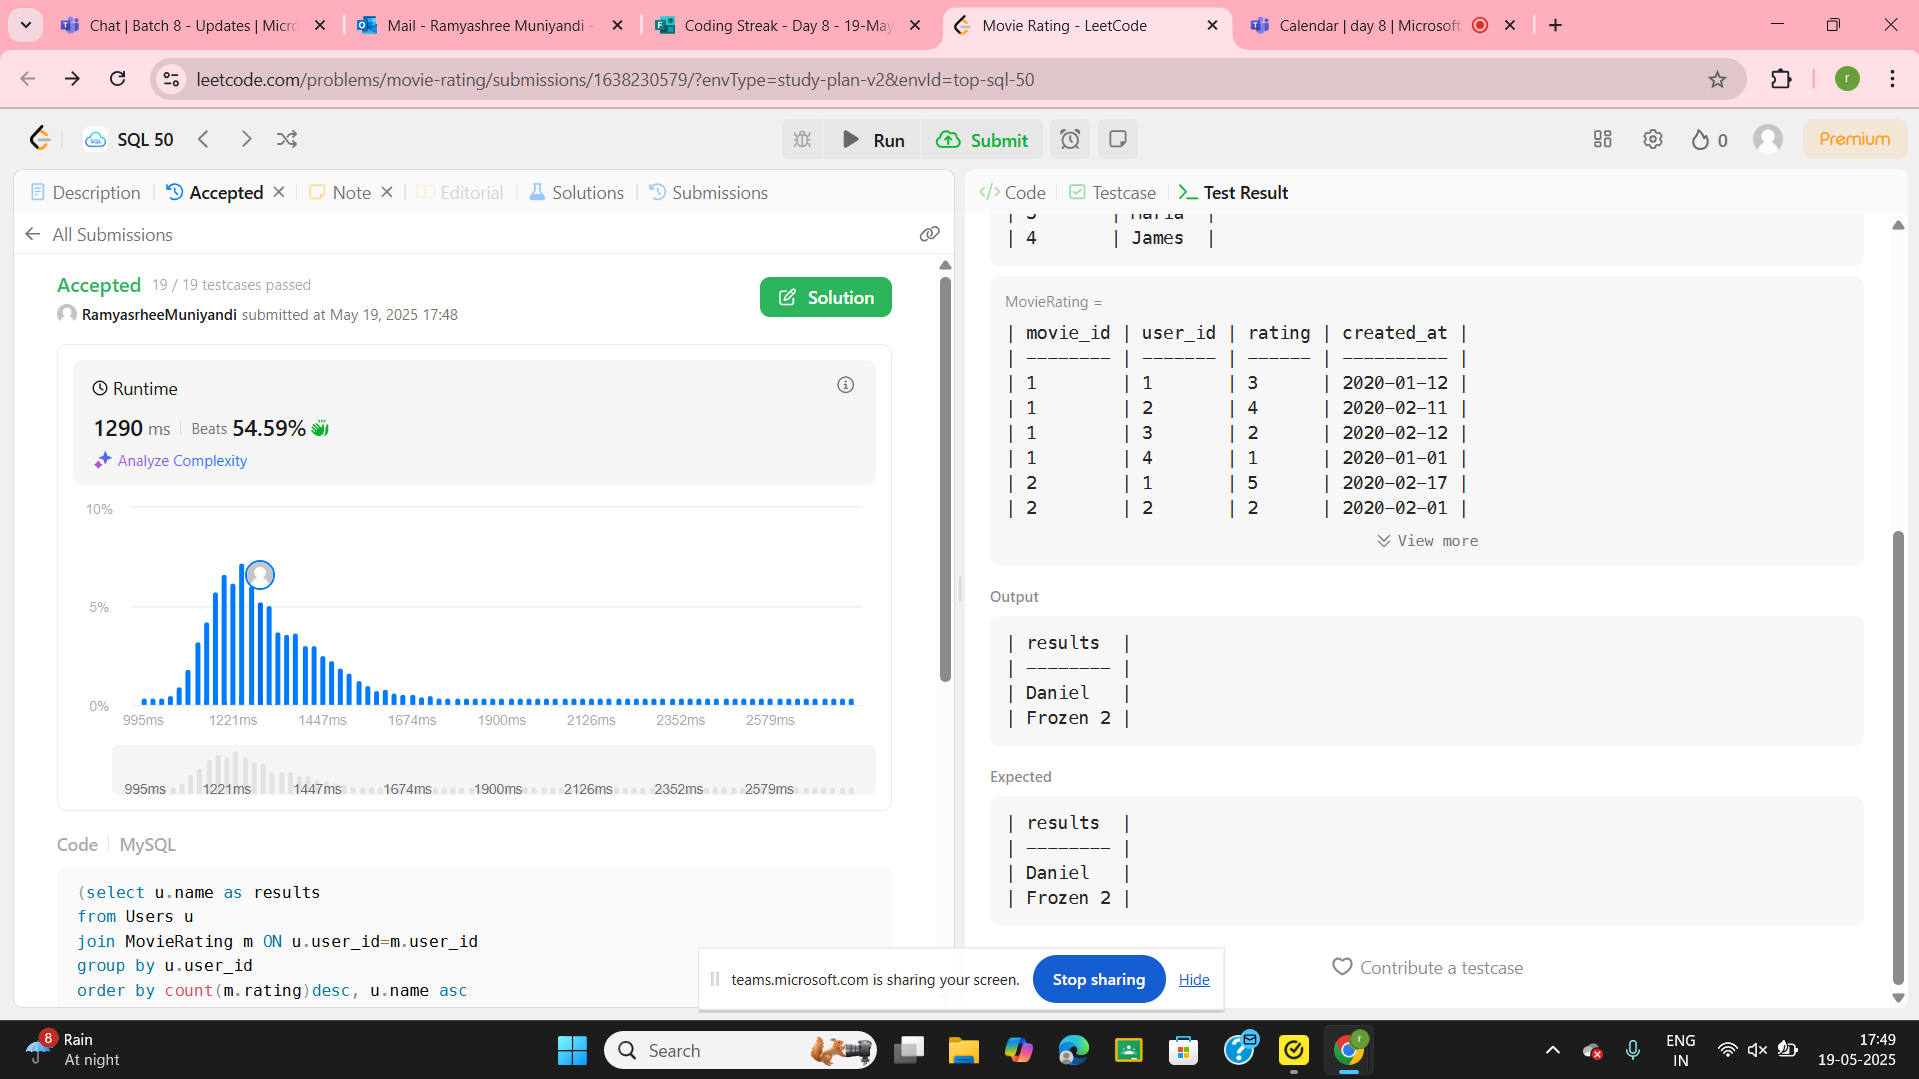 Chat | Batch 8 - Updates | Micro
Mail - Ramyashree Muniyandi -
Coding Streak - Day 8 - 19-May
Movie Rating - LeetCode
Calendar | day 8 | Microsoft
leetcode.com/problems/movie-rating/submissions/1638230579/?envType=study-plan-v2&envId=top-sql-50
r
SQL 50
Run
Submit
0
Premium
Description
Accepted
Note
Editorial
Solutions
Submissions
All Submissions
Accepted 19 / 19 testcases passed
RamyasrheeMuniyandi submitted at May 19, 2025 17:48
Solution
Runtime
1290 ms | Beats 54.59%
Analyze Complexity
10%
5%
0%
995ms 1221ms 1447ms 1674ms 1900ms 2126ms 2352ms 2579ms
995ms 1221ms 1447ms 1674ms 1900ms 2126ms 2352ms 2579ms
Code | MySQL
(select u.name as results
from Users u
join MovieRating m ON u.user_id=m.user_id
group by u.user_id
order by count(m.rating)desc, u.name asc
Code
Testcase
Test Result
| 3 | Maria |
| 4 | James |
MovieRating =
| movie_id | user_id | rating | created_at |
| -------- | ------- | ------ | ---------- |
| 1 | 1 | 3 | 2020-01-12 |
| 1 | 2 | 4 | 2020-02-11 |
| 1 | 3 | 2 | 2020-02-12 |
| 1 | 4 | 1 | 2020-01-01 |
| 2 | 1 | 5 | 2020-02-17 |
| 2 | 2 | 2 | 2020-02-01 |
View more
Output
| results |
| -------- |
| Daniel |
| Frozen 2 |
Expected
| results |
| -------- |
| Daniel |
| Frozen 2 |
Contribute a testcase
teams.microsoft.com is sharing your screen.
Stop sharing
Hide
8
Rain
At night
Search
ENG
IN
17:49
19-05-2025